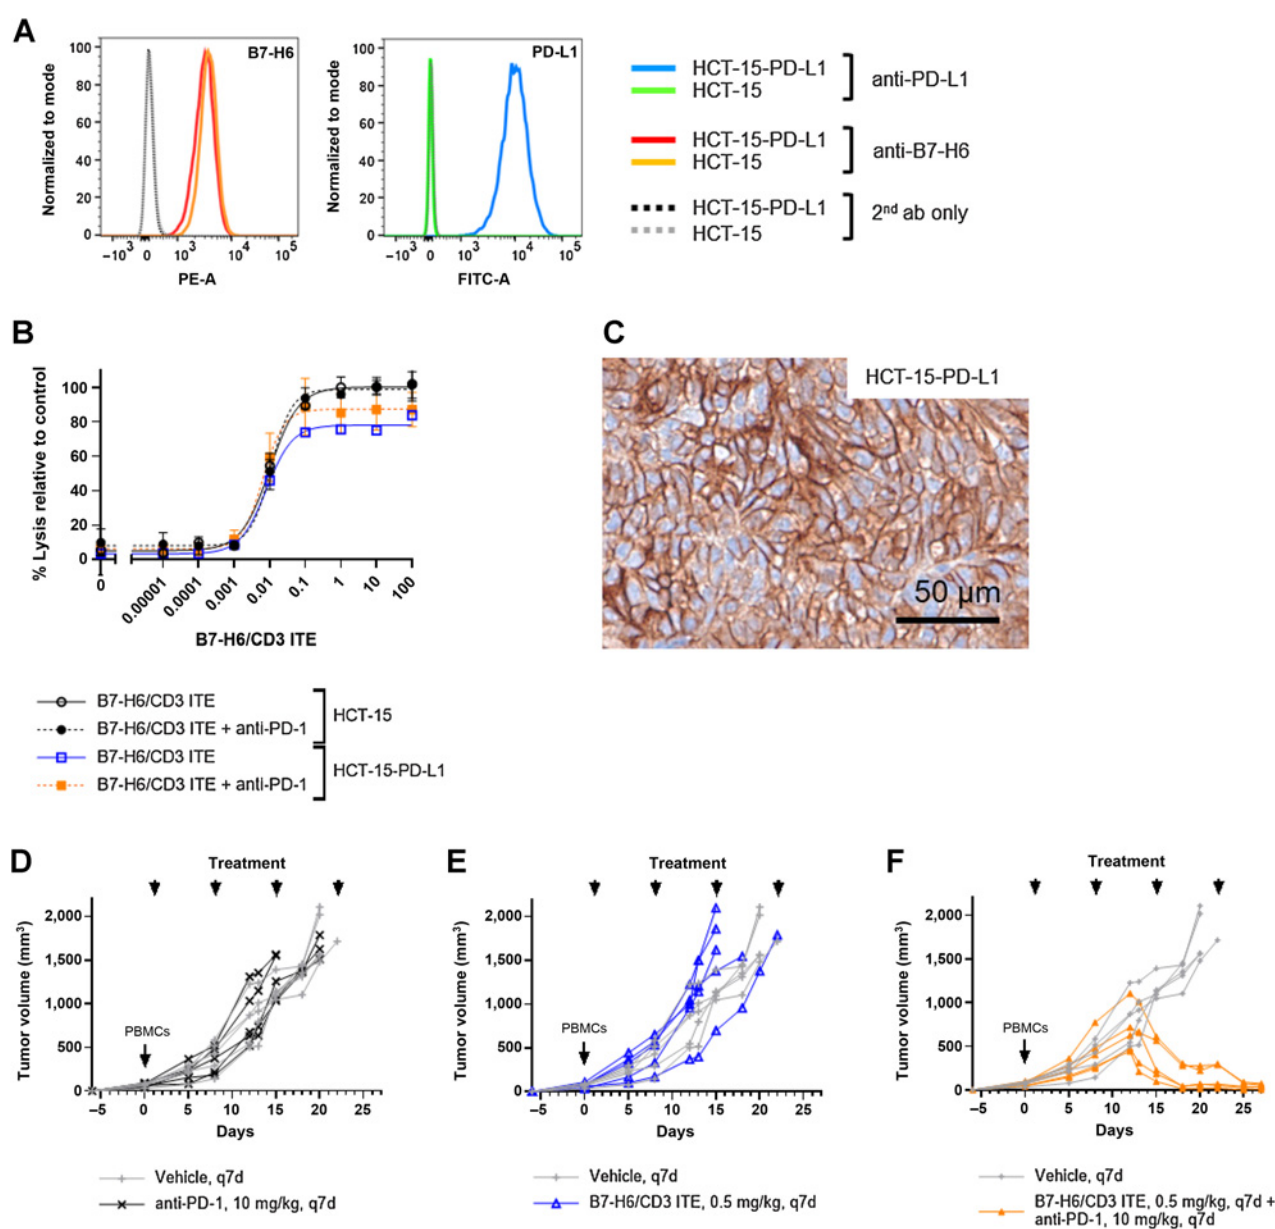 A
B7-H6
Normalized to mode
100
80
60
40
20
0
−10³ 0 10³ 10⁴ 10⁵
PE-A
PD-L1
Normalized to mode
100
80
60
40
20
0
−10³ 0 10³ 10⁴ 10⁵
FITC-A
HCT-15-PD-L1
HCT-15
anti-PD-L1
HCT-15-PD-L1
HCT-15
anti-B7-H6
HCT-15-PD-L1
HCT-15
2nd ab only
B
% Lysis relative to control
100
80
60
40
20
0
0 0.00001 0.0001 0.001 0.01 0.1 1 10 100
B7-H6/CD3 ITE
B7-H6/CD3 ITE
B7-H6/CD3 ITE + anti-PD-1
HCT-15
B7-H6/CD3 ITE
B7-H6/CD3 ITE + anti-PD-1
HCT-15-PD-L1
C
HCT-15-PD-L1
50 μm
D
Treatment
Tumor volume (mm³)
2,000
1,500
1,000
500
0
PBMCs
−5 0 5 10 15 20 25
Days
Vehicle, q7d
anti-PD-1, 10 mg/kg, q7d
E
Treatment
Tumor volume (mm³)
2,000
1,500
1,000
500
0
PBMCs
−5 0 5 10 15 20 25
Days
Vehicle, q7d
B7-H6/CD3 ITE, 0.5 mg/kg, q7d
F
Treatment
Tumor volume (mm³)
2,000
1,500
1,000
500
0
PBMCs
−5 0 5 10 15 20 25
Days
Vehicle, q7d
B7-H6/CD3 ITE, 0.5 mg/kg, q7d +
anti-PD-1, 10 mg/kg, q7d